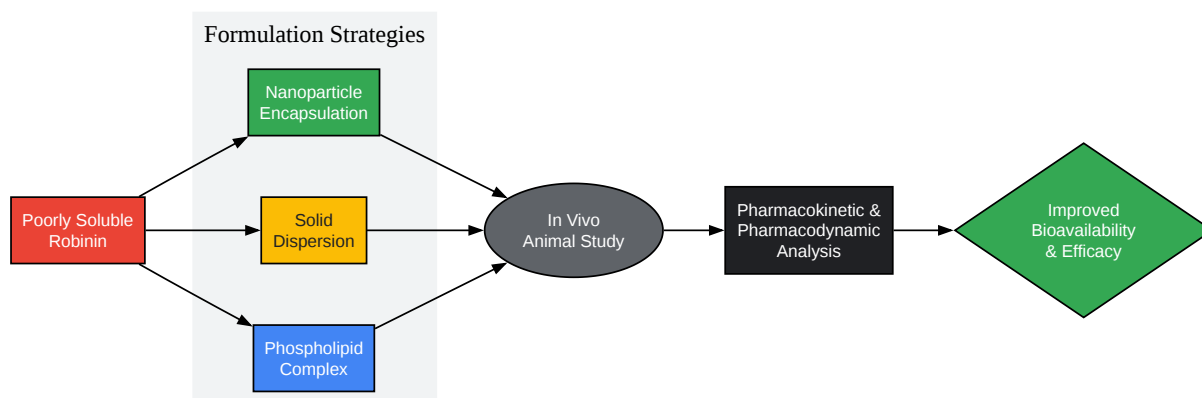 Formulation Strategies
Nanoparticle
Encapsulation
Poorly Soluble
Robinin
Solid
Dispersion
Phospholipid
Complex
In Vivo
Animal Study
Pharmacokinetic &
Pharmacodynamic
Analysis
Improved
Bioavailability
& Efficacy